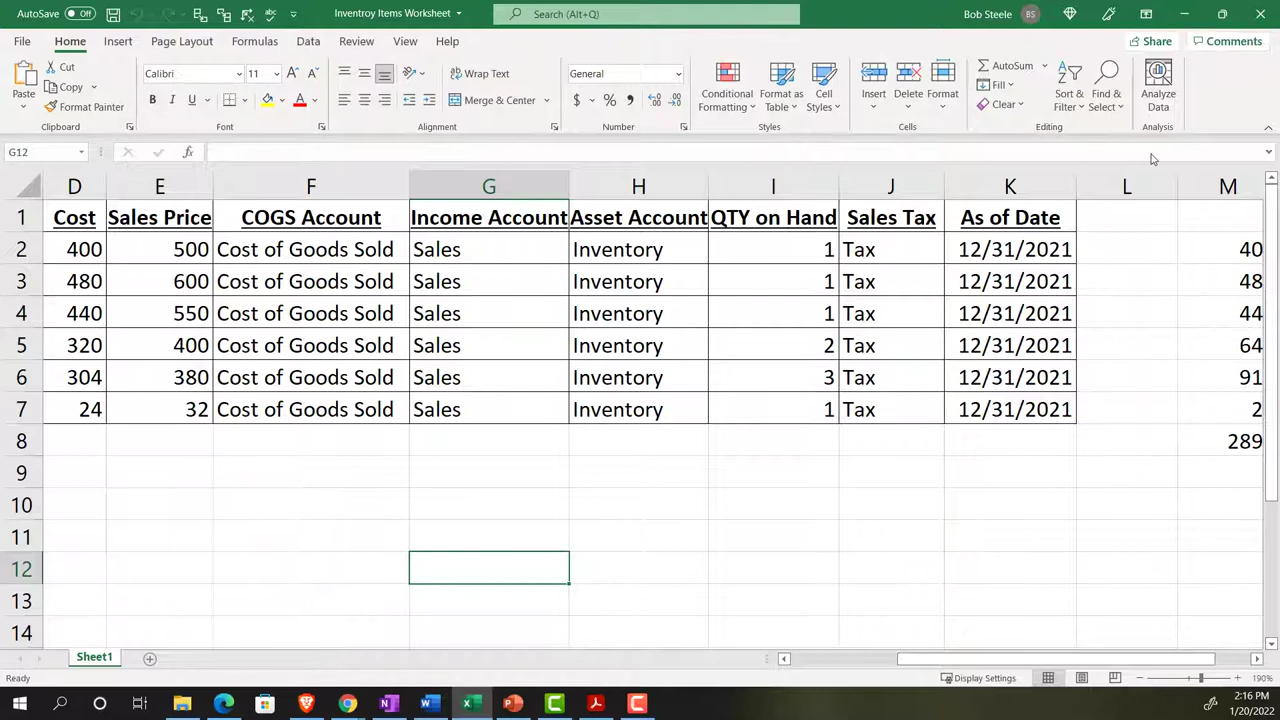 AutoSave Off Inventroy Items Worksheet Search (Alt+Q) Bob Steele BS
File Home Insert Page Layout Formulas Data Review View Help Share Comments
Paste Cut Copy Format Painter Clipboard
Calibri 11 B I U A Font
Wrap Text Merge & Center Alignment
General $ % , Number
Conditional Formatting Format as Table Cell Styles Styles
Insert Delete Format Cells
AutoSum Fill Clear Sort & Filter Find & Select Editing
Analyze Data Analysis
G12 fx
D E F G H I J K L M
1 Cost Sales Price COGS Account Income Account Asset Account QTY on Hand Sales Tax As of Date
2 400 500 Cost of Goods Sold Sales Inventory 1 Tax 12/31/2021 40
3 480 600 Cost of Goods Sold Sales Inventory 1 Tax 12/31/2021 48
4 440 550 Cost of Goods Sold Sales Inventory 1 Tax 12/31/2021 44
5 320 400 Cost of Goods Sold Sales Inventory 2 Tax 12/31/2021 64
6 304 380 Cost of Goods Sold Sales Inventory 3 Tax 12/31/2021 91
7 24 32 Cost of Goods Sold Sales Inventory 1 Tax 12/31/2021 2
8 289
9
10
11
12
13
14
Sheet1
Ready Display Settings 190%
2:16 PM
1/20/2022